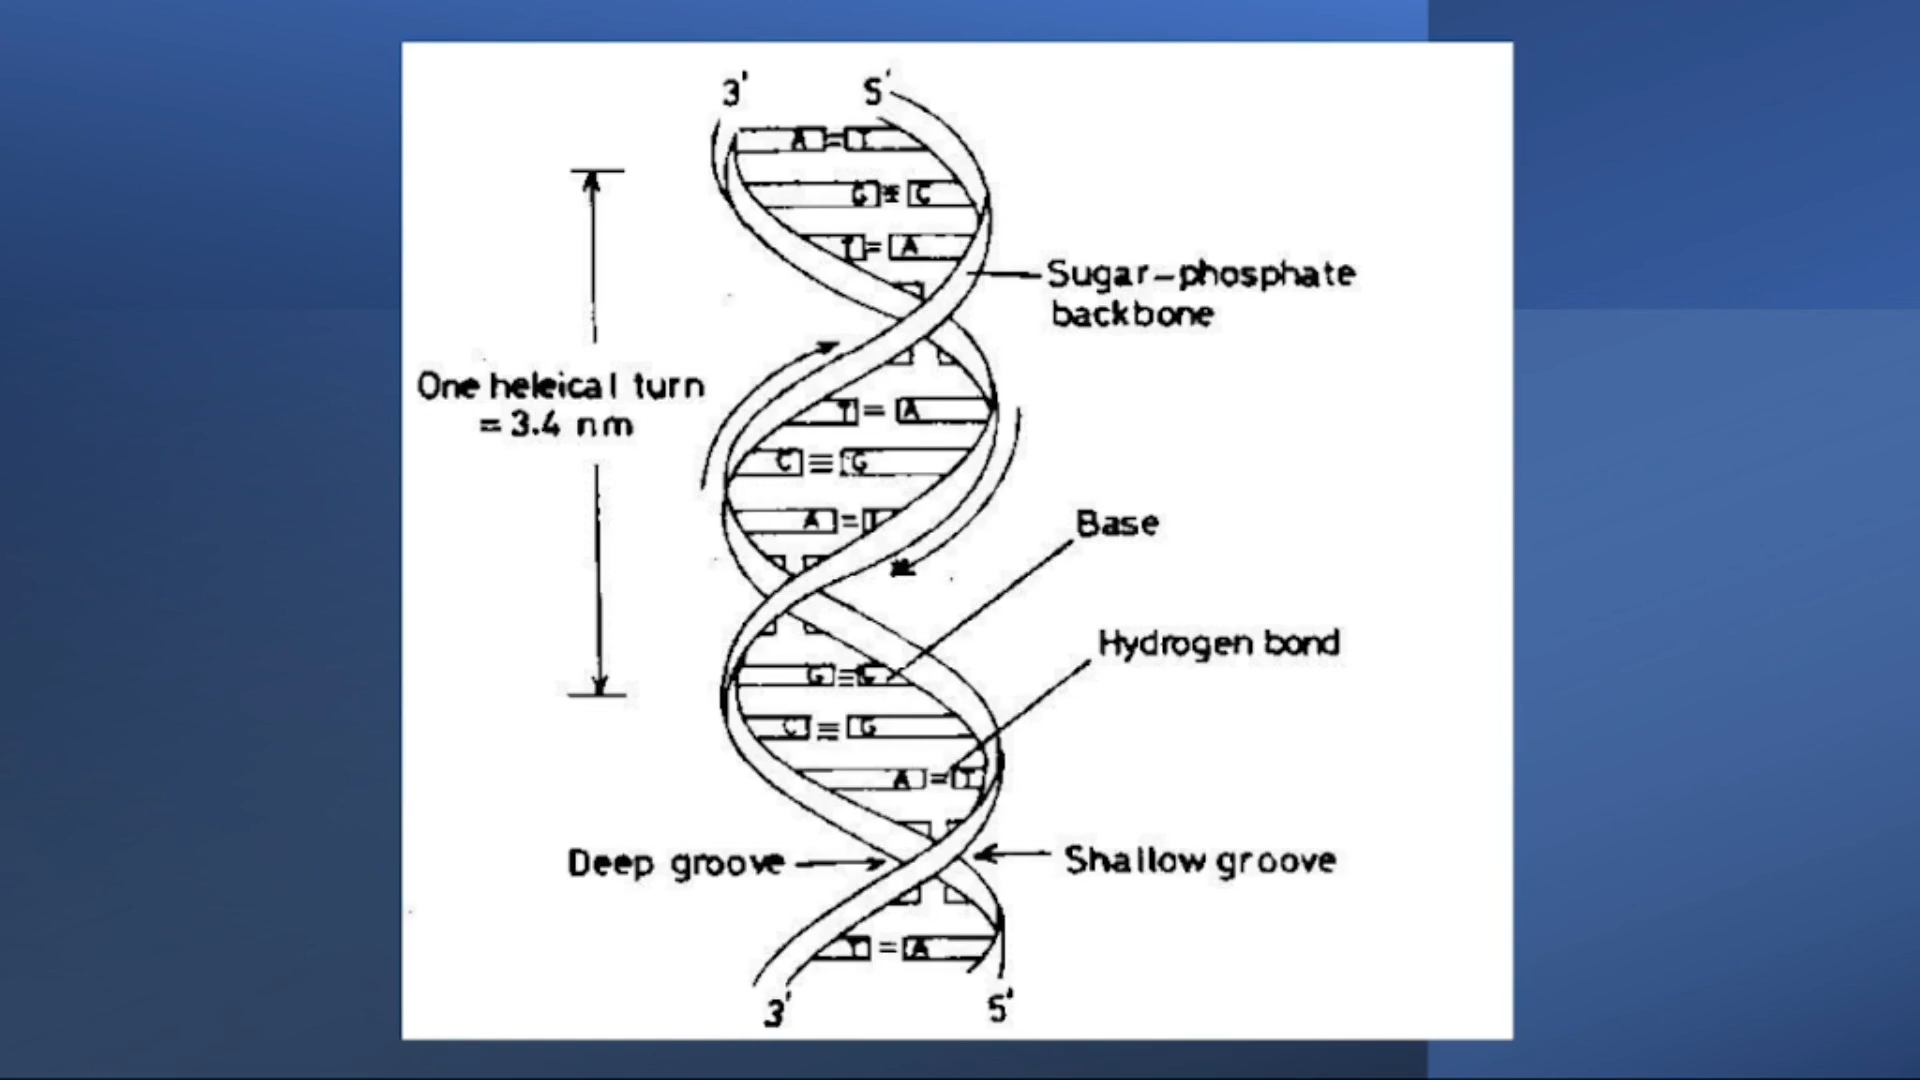 3' 5'
A = T
G ≡ C
T = A
Sugar-phosphate
backbone
One heleical turn
= 3.4 nm
T = A
C ≡ G
A = T
Base
Hydrogen bond
G ≡ C
C ≡ G
A = T
Deep groove
Shallow groove
T = A
3' 5'